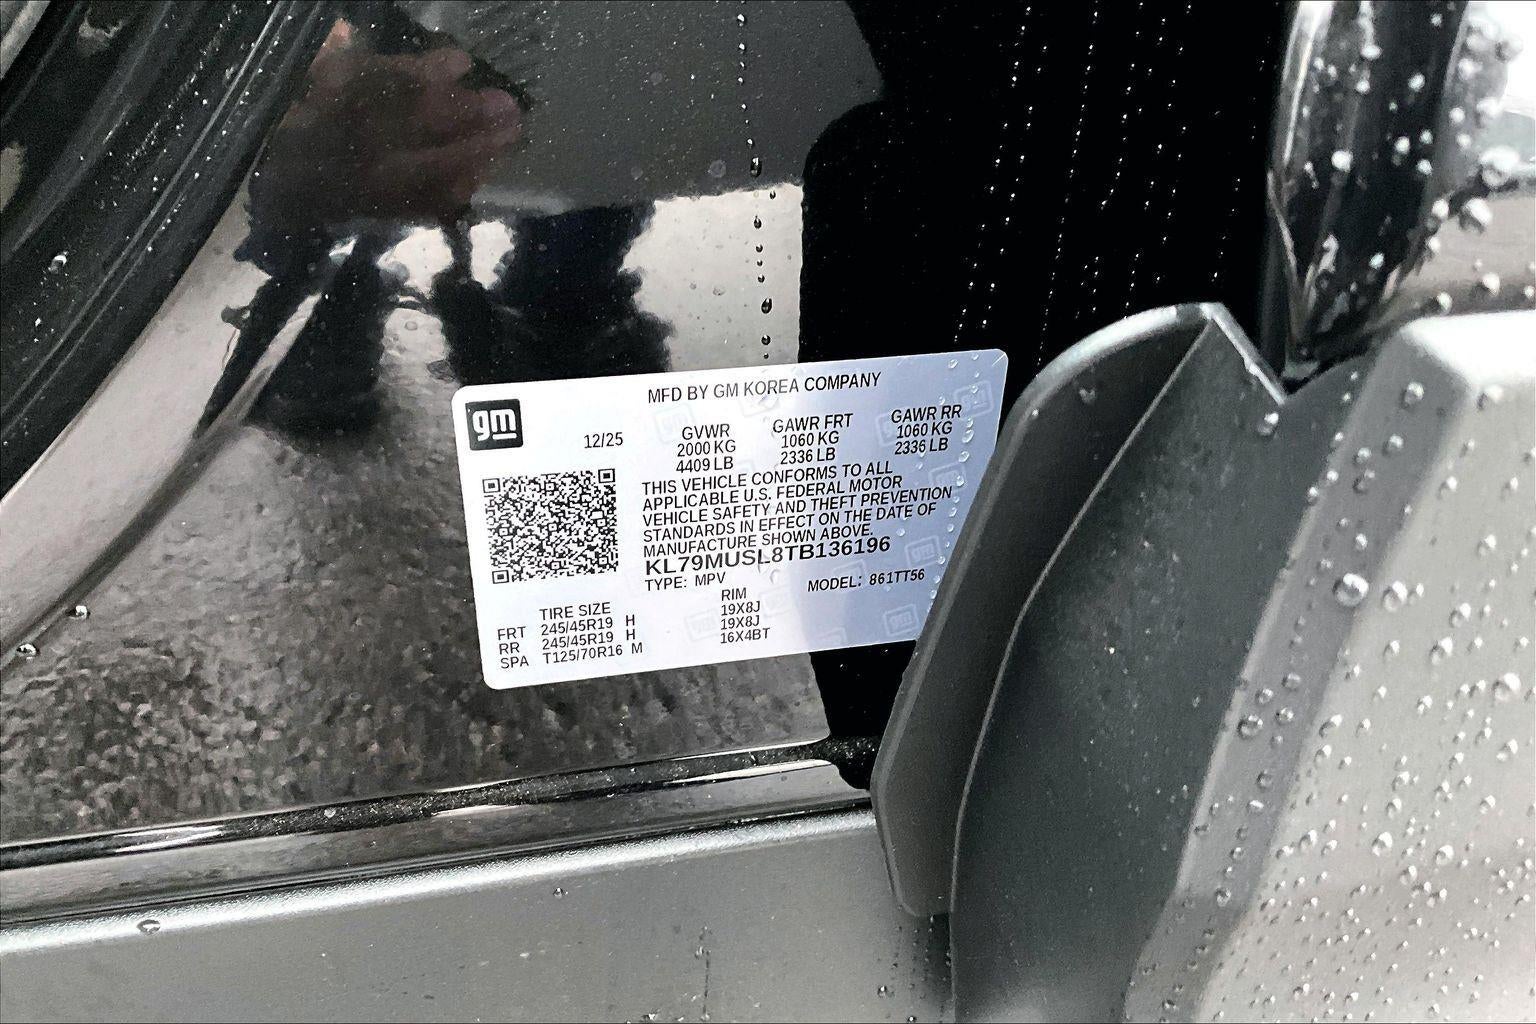 MFD BY GM KOREA COMPANY
gm
12/25
GVWR GAWR FRT GAWR RR
2000 KG 1060 KG 1060 KG
4409 LB 2336 LB 2336 LB
THIS VEHICLE CONFORMS TO ALL
APPLICABLE U.S. FEDERAL MOTOR
VEHICLE SAFETY AND THEFT PREVENTION
STANDARDS IN EFFECT ON THE DATE OF
MANUFACTURE SHOWN ABOVE.
KL79MUSL8TB136196
TYPE: MPV MODEL: 861TT56
TIRE SIZE RIM
FRT 245/45R19 H 19X8J
RR 245/45R19 H 19X8J
SPA T125/70R16 M 16X4BT